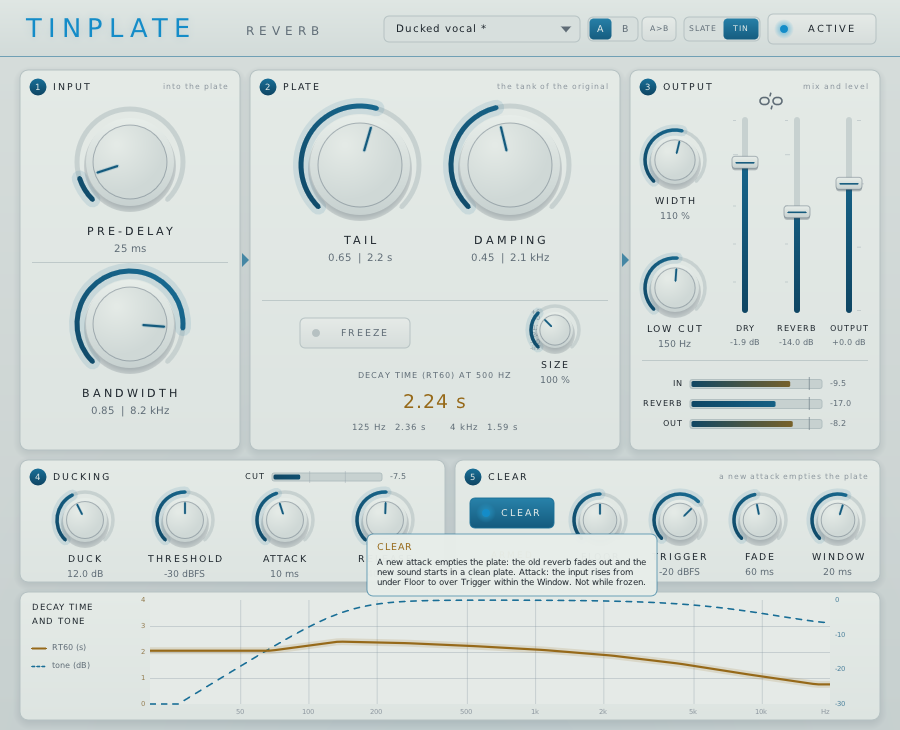 TINPLATE
REVERB
Ducked vocal *
A B A>B
SLATE TIN
ACTIVE
1 INPUT into the plate
PRE-DELAY
25 ms
BANDWIDTH
0.85 | 8.2 kHz
2 PLATE the tank of the original
TAIL
0.65 | 2.2 s
DAMPING
0.45 | 2.1 kHz
FREEZE
SIZE
100 %
DECAY TIME (RT60) AT 500 HZ
2.24 s
125 Hz 2.36 s 4 kHz 1.59 s
3 OUTPUT mix and level
WIDTH
110 %
LOW CUT
150 Hz
DRY REVERB OUTPUT
-1.9 dB -14.0 dB +0.0 dB
IN -9.5
REVERB -17.0
OUT -8.2
4 DUCKING CUT -7.5
DUCK THRESHOLD ATTACK R
12.0 dB -30 dBFS 10 ms
5 CLEAR a new attack empties the plate
CLEAR
TRIGGER FADE WINDOW
-20 dBFS 60 ms 20 ms
CLEAR
A new attack empties the plate: the old reverb fades out and the
new sound starts in a clean plate. Attack: the input rises from
under Floor to over Trigger within the Window. Not while frozen.
DECAY TIME
AND TONE
RT60 (s)
tone (dB)
4
3
2
1
0
0
-10
-20
-30
50 100 200 500 1k 2k 5k 10k Hz